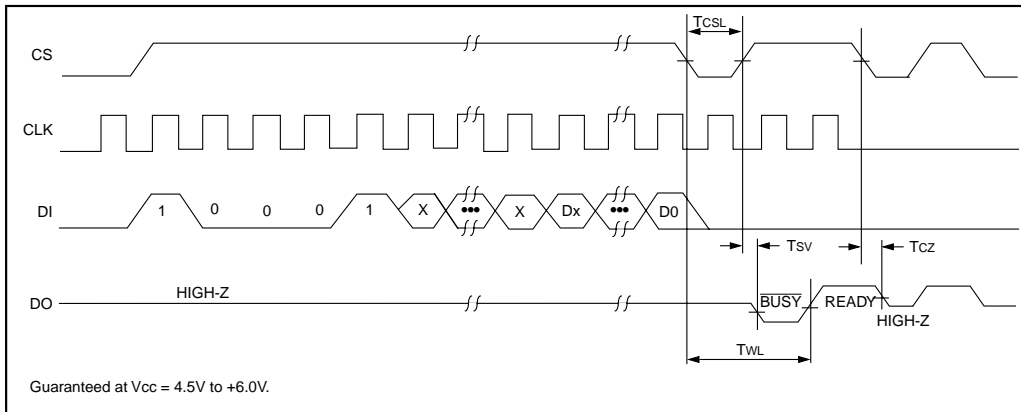 CS
TCSL
CLK
DI
1 0 0 0 1 X ••• X Dx ••• D0
TSV
TCZ
DO
HIGH-Z
BUSY
READY
HIGH-Z
TWL
Guaranteed at Vcc = 4.5V to +6.0V.